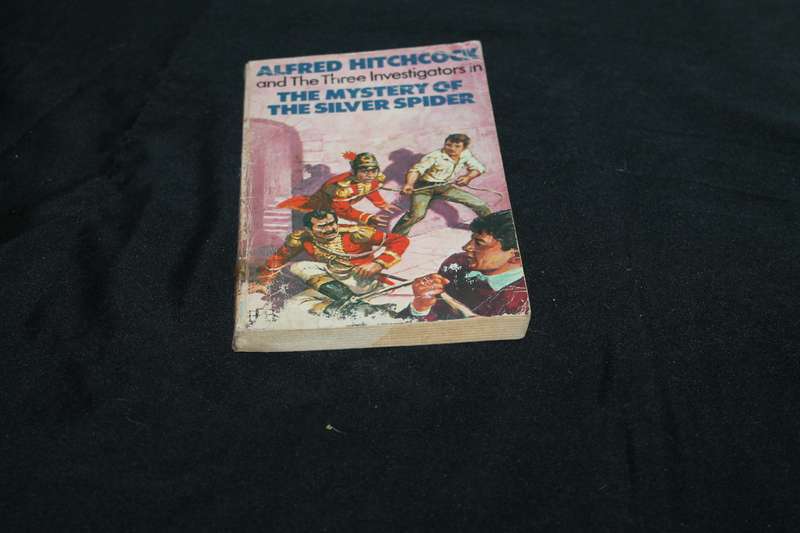 ALFRED HITCHCOCK
and The Three Investigators in
THE MYSTERY OF
THE SILVER SPIDER